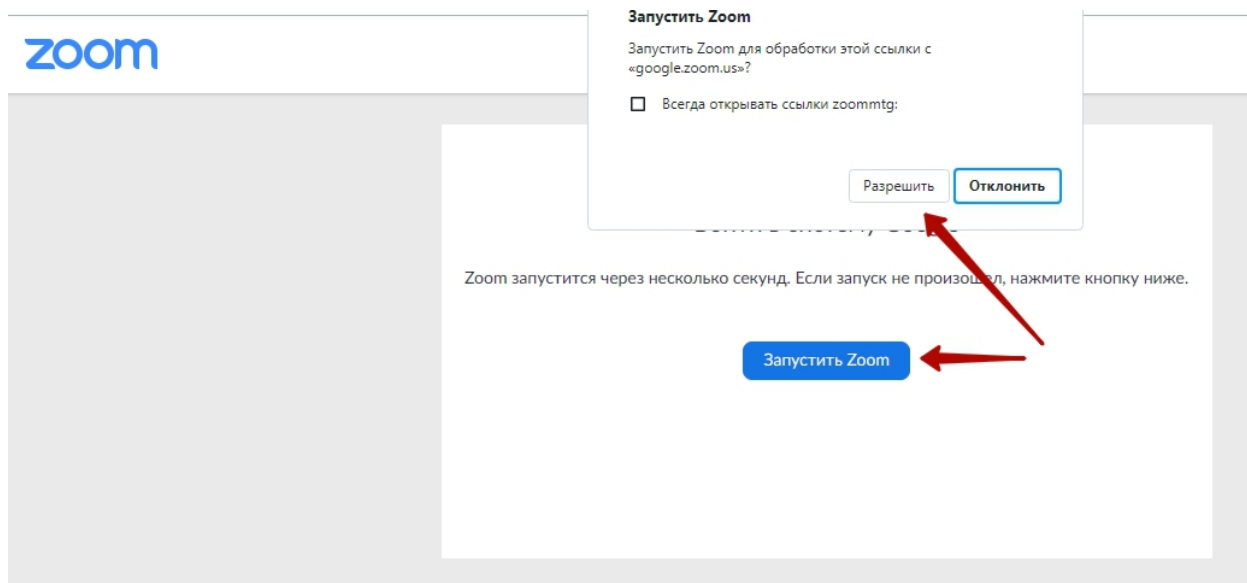 Запустить Zoom
zoom
Запустить Zoom для обработки этой ссылки с
«google.zoom.us»?
Всегда открывать ссылки zoommtg:
Разрешить Отклонить
Zoom запустится через несколько секунд. Если запуск не произошел, нажмите кнопку ниже.
Запустить Zoom